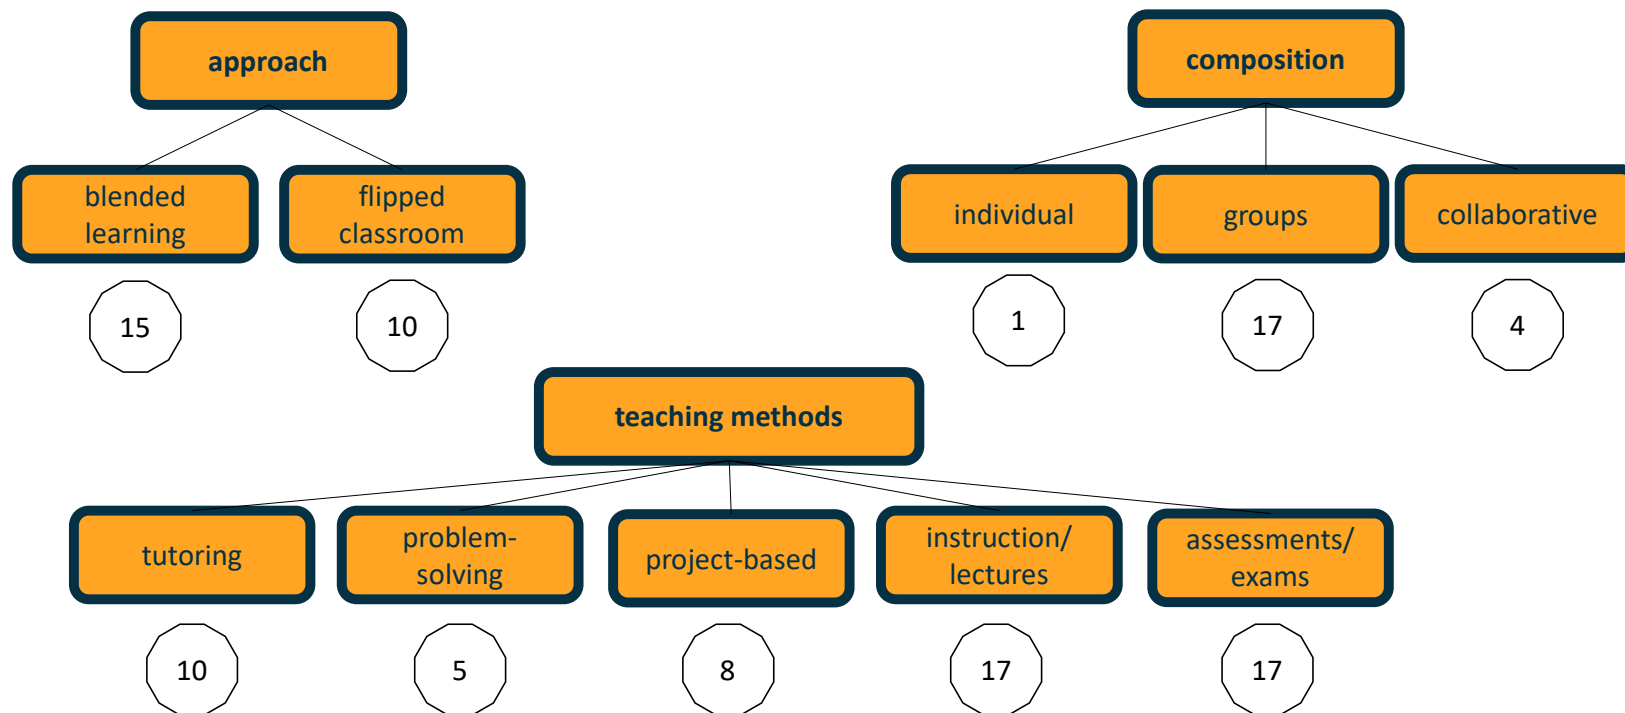 approach
composition
blended
learning
flipped
classroom
individual
groups
collaborative
15
10
1
17
4
teaching methods
tutoring
problem-
solving
project-based
instruction/
lectures
assessments/
exams
10
5
8
17
17